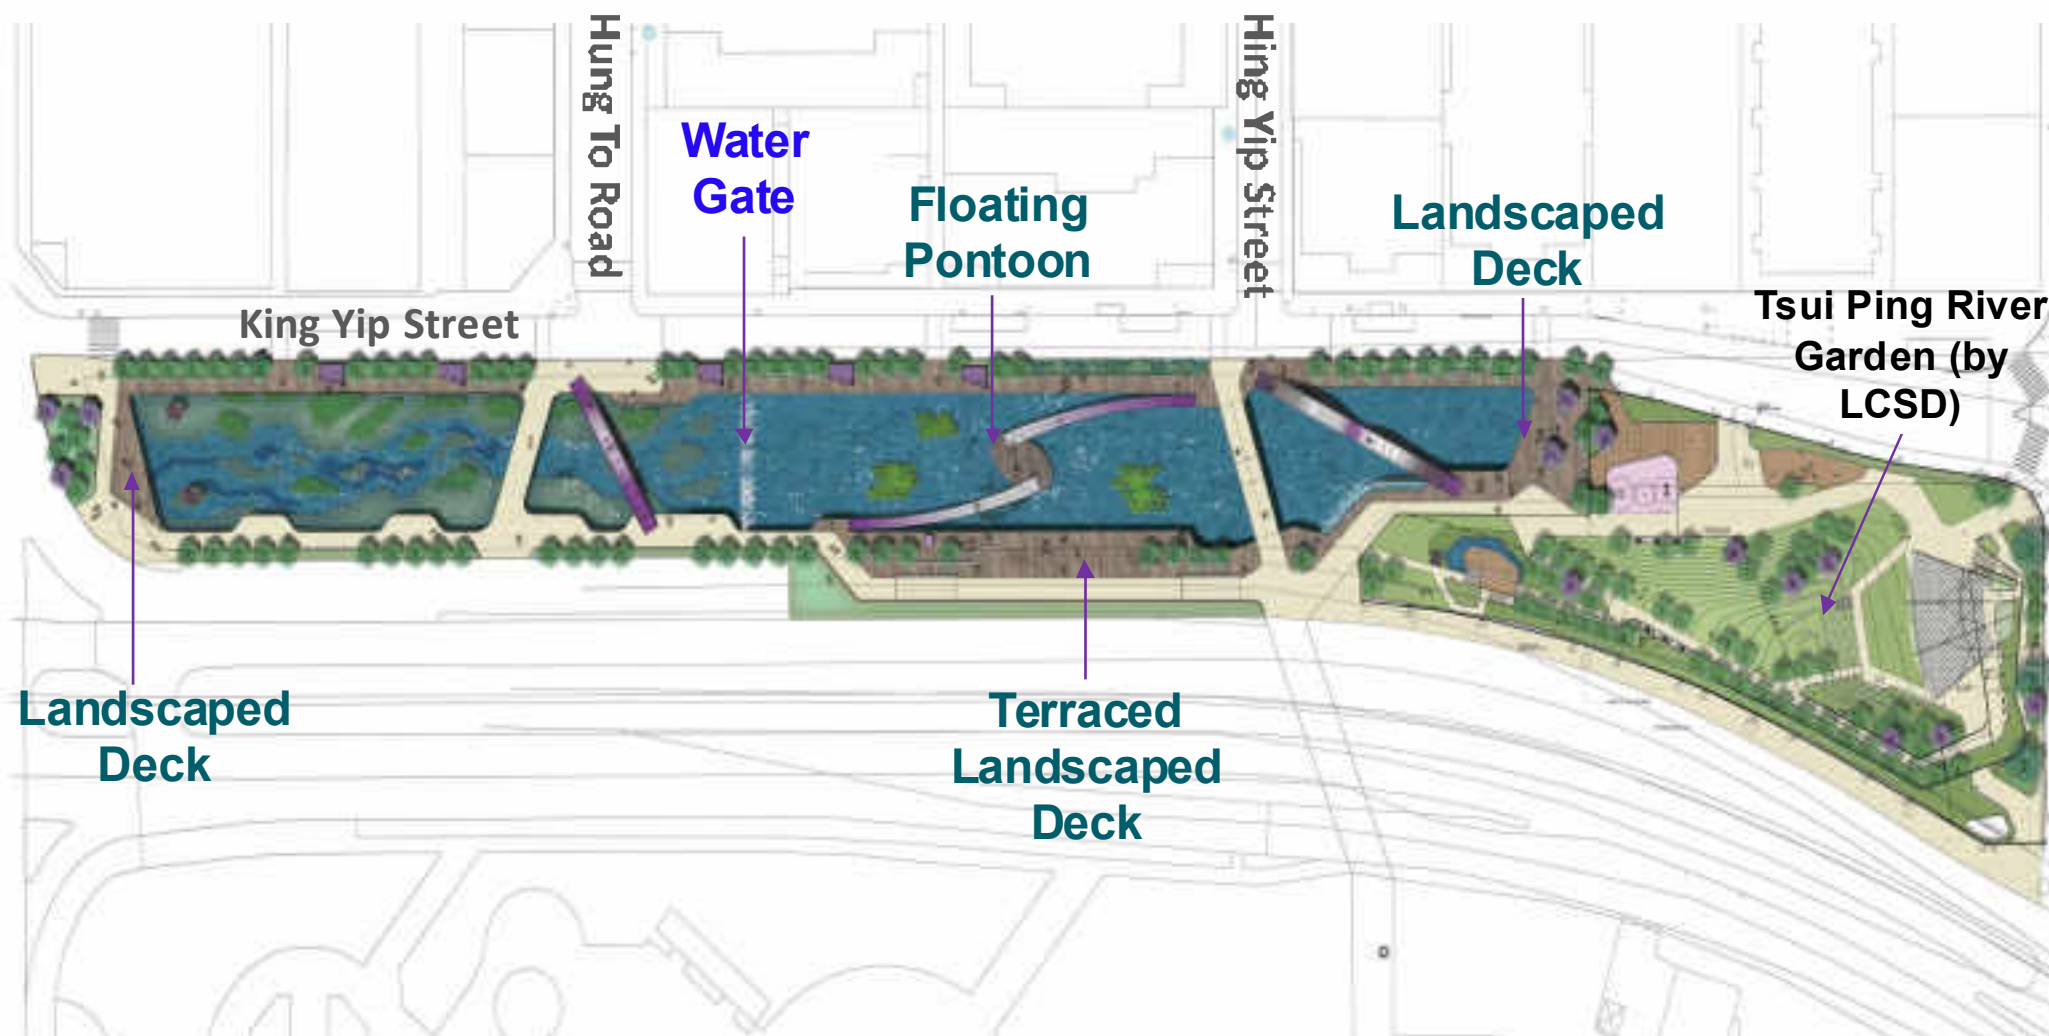 Hung To Road
Hing Yip Street
Water
Gate
Floating
Pontoon
Landscaped
Deck
Tsui Ping River
Garden (by
LCSD)
King Yip Street
Landscaped
Deck
Terraced
Landscaped
Deck